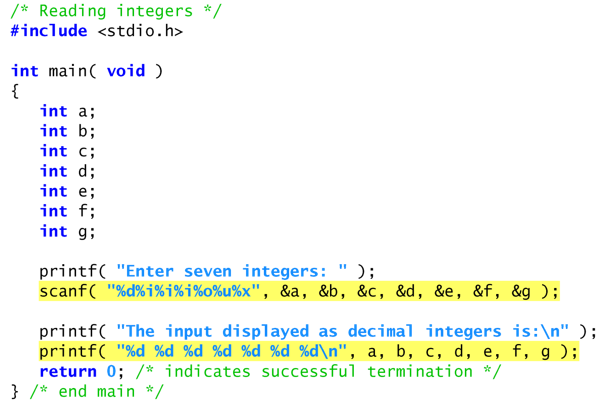 /* Reading integers */
#include <stdio.h>
int main( void )
{
int a;
int b;
int c;
int d;
int e;
int f;
int g;
printf( "Enter seven integers: " );
scanf( "%d%i%i%i%o%u%x", &a, &b, &c, &d, &e, &f, &g );
printf( "The input displayed as decimal integers is:\n" );
printf( "%d %d %d %d %d %d %d\n", a, b, c, d, e, f, g );
return 0; /* indicates successful termination */
} /* end main */